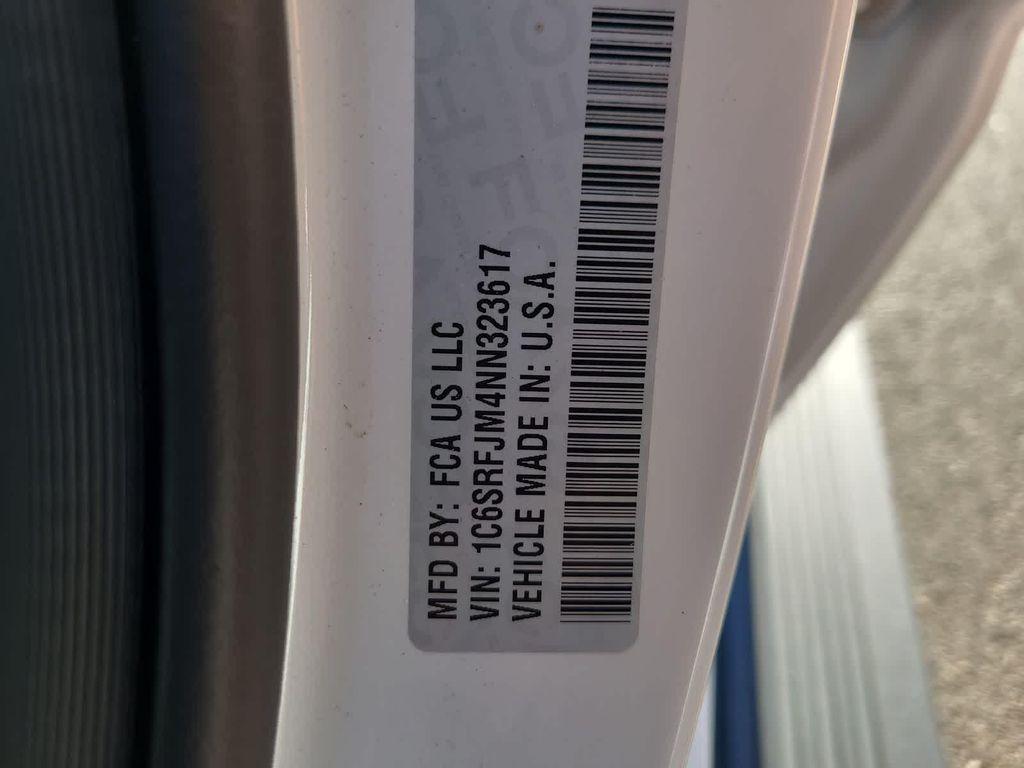 MFD BY: FCA US LLC
VIN: 1C6SRFJM4NN323617
VEHICLE MADE IN: U.S.A.